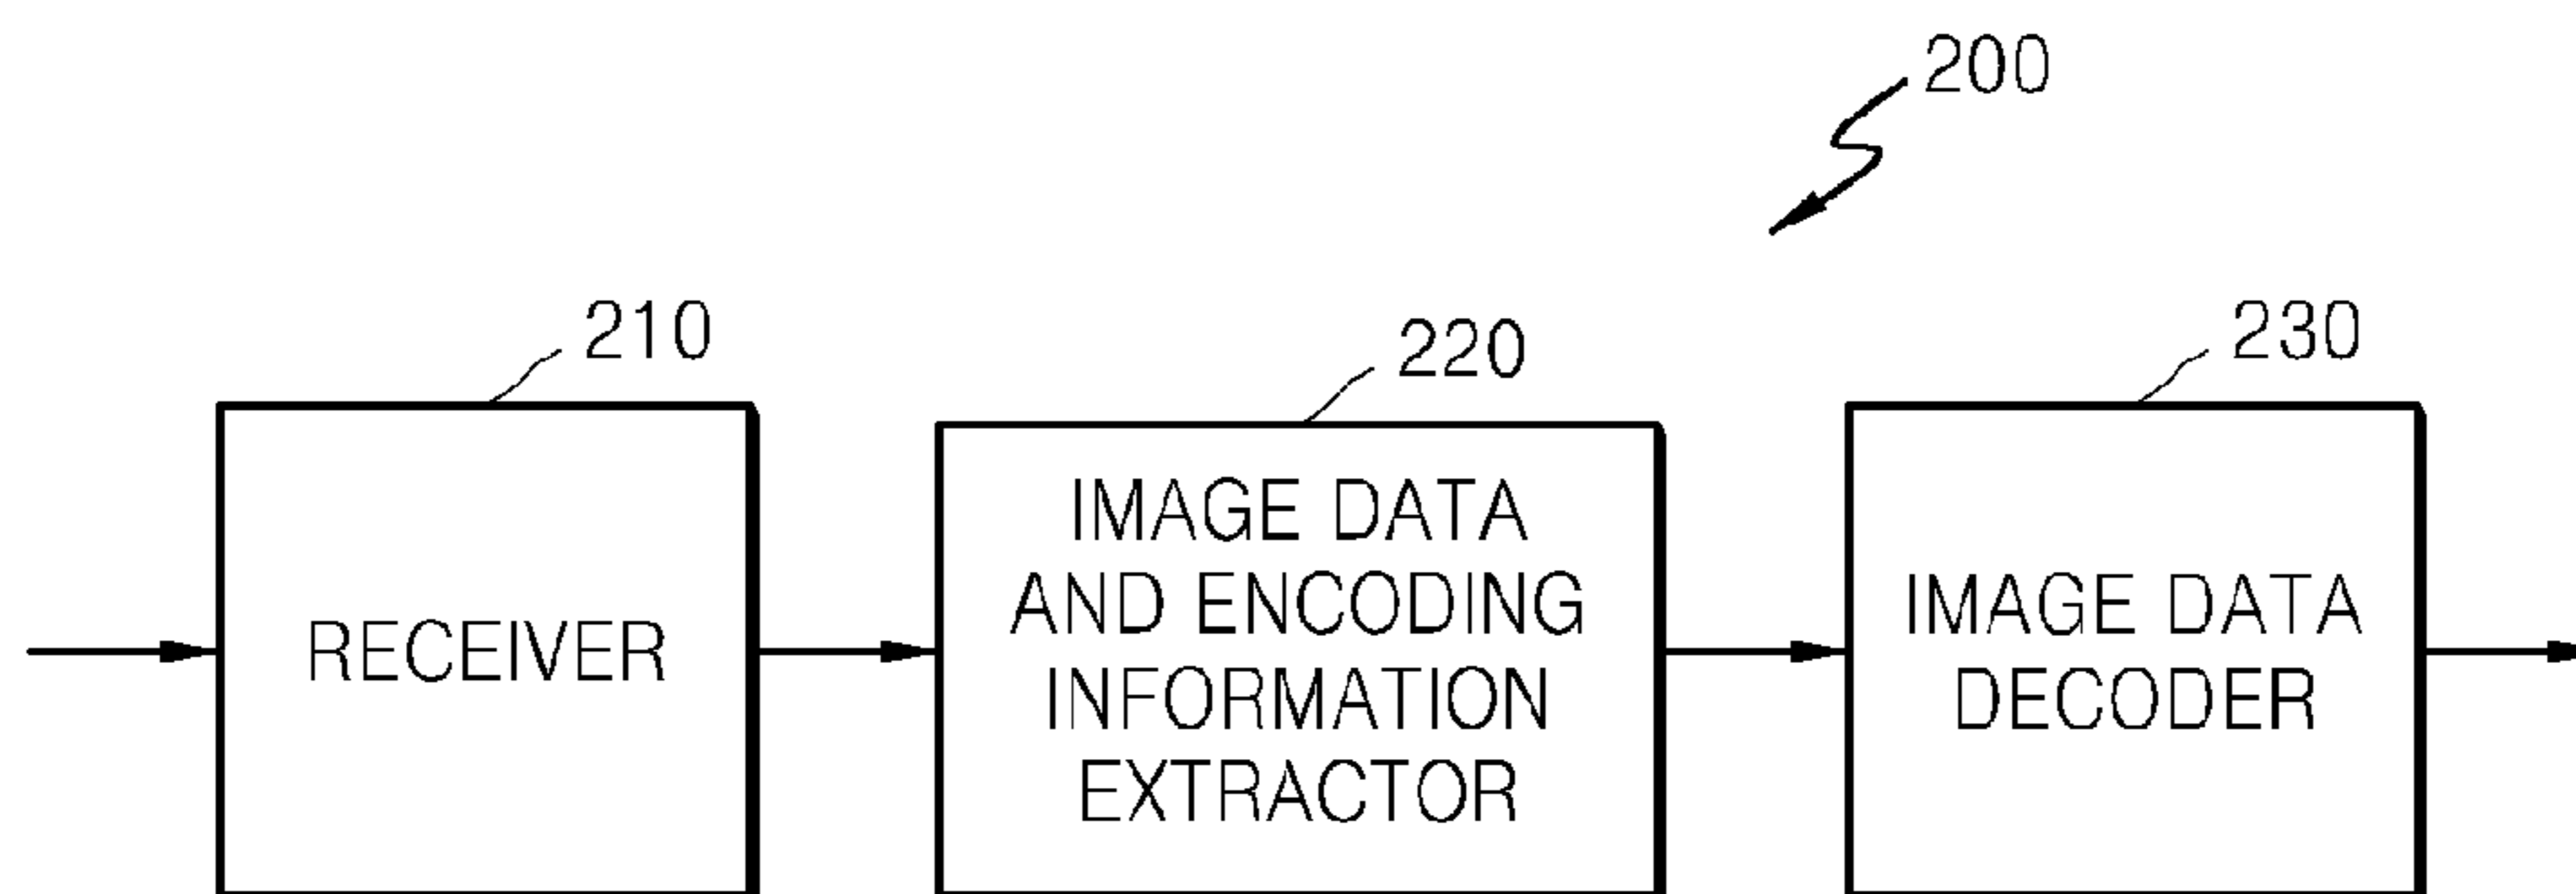 200
210
220
230
RECEIVER
IMAGE DATA
AND ENCODING
INFORMATION
EXTRACTOR
IMAGE DATA
DECODER